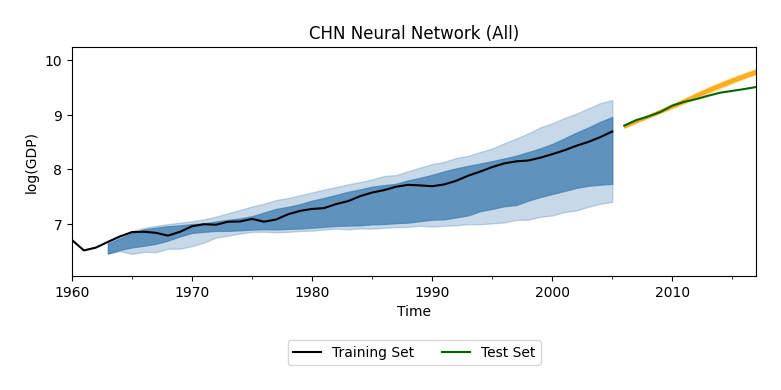 CHN Neural Network (All)
log(GDP)
10
9
8
7
1960 1970 1980 1990 2000 2010
Time
Training Set Test Set